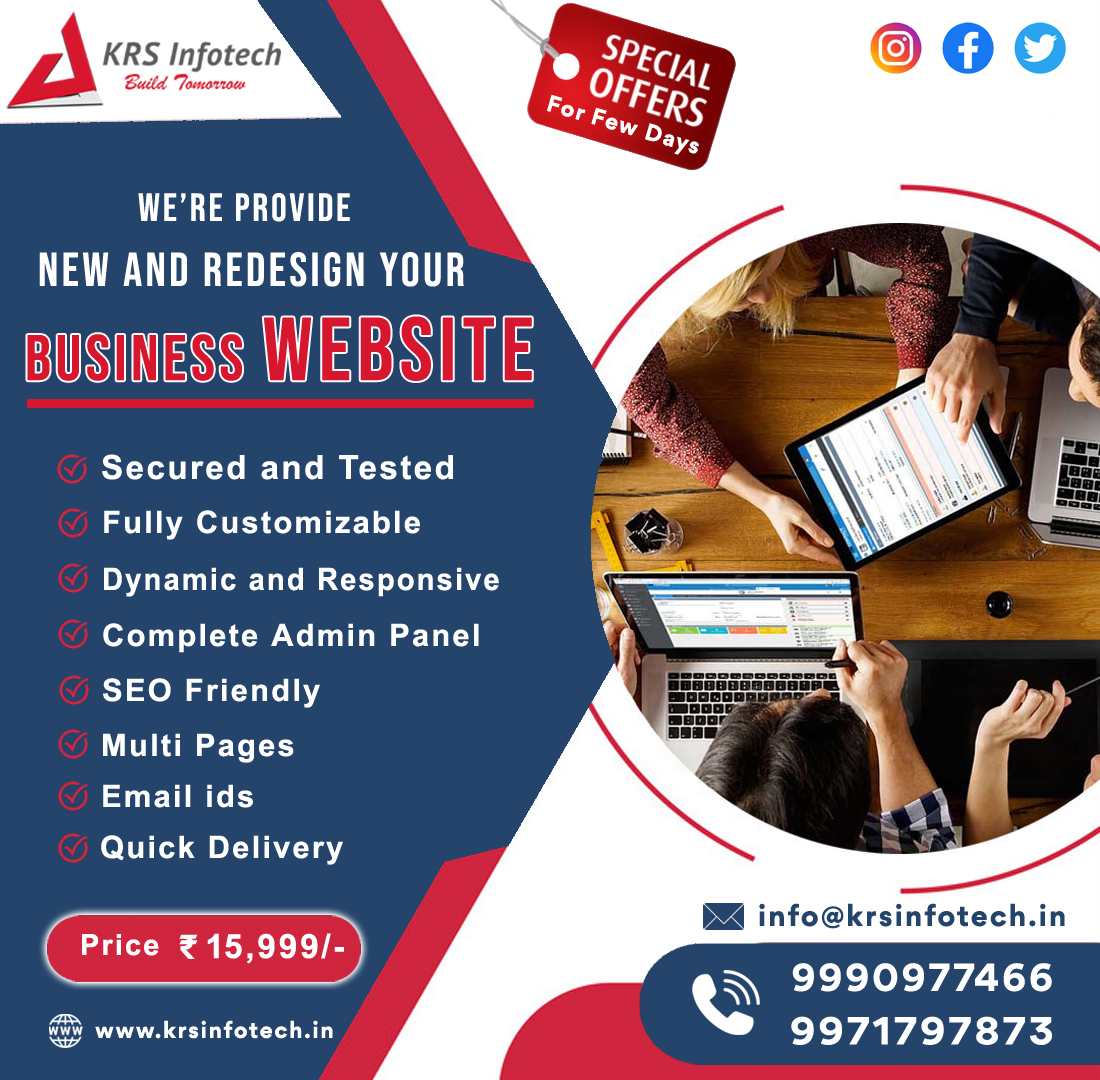 KRS Infotech
Build Tomorrow
SPECIAL
OFFERS
For Few Days
WE'RE PROVIDE
NEW AND REDESIGN YOUR
BUSINESS WEBSITE
Secured and Tested
Fully Customizable
Dynamic and Responsive
Complete Admin Panel
SEO Friendly
Multi Pages
Email ids
Quick Delivery
Price ₹ 15,999/-
WWW www.krsinfotech.in
info@krsinfotech.in
9990977466
9971797873